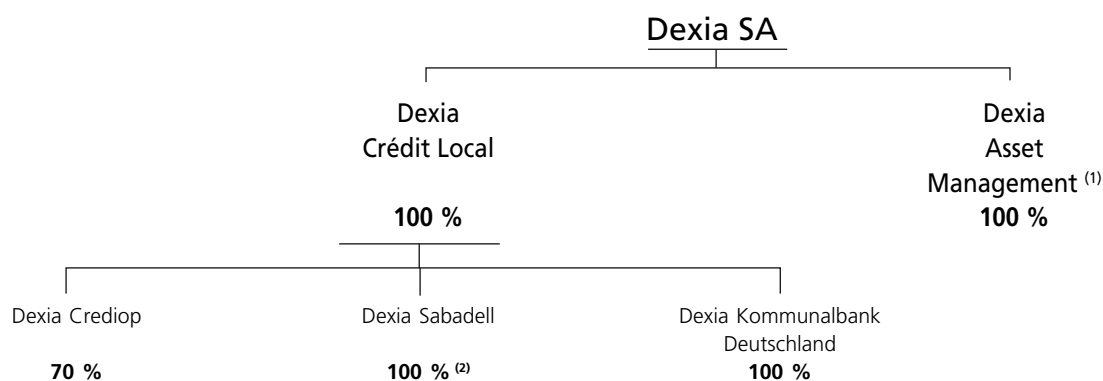 Dexia SA
Dexia
Crédit Local
100 %
Dexia
Asset
Management (1)
100 %
Dexia Crediop
70 %
Dexia Sabadell
100 % (2)
Dexia Kommunalbank
Deutschland
100 %